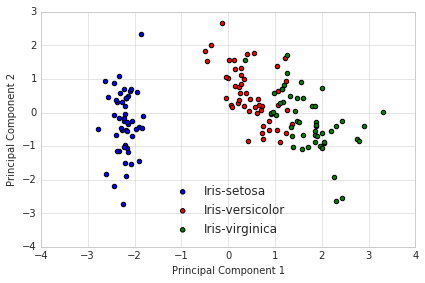 3
2
1
0
−1
−2
−3
−4
Principal Component 2
Iris-setosa
Iris-versicolor
Iris-virginica
−4 −3 −2 −1 0 1 2 3 4
Principal Component 1